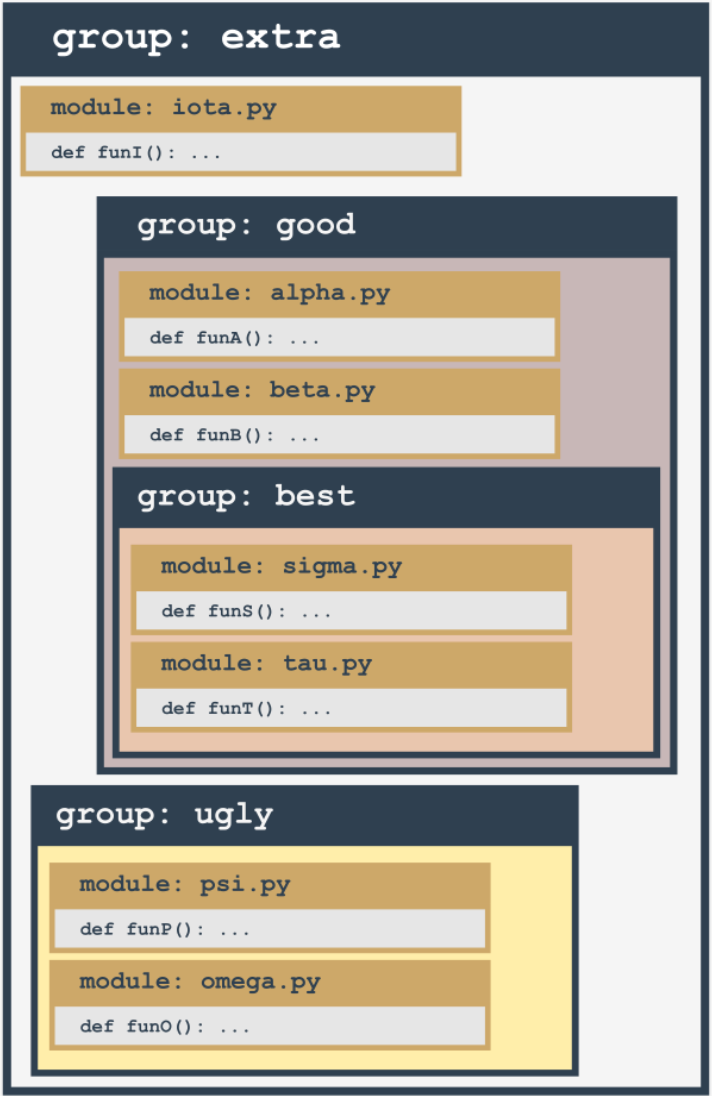 group: extra
module: iota.py
def funI(): ...
group: good
module: alpha.py
def funA(): ...
module: beta.py
def funB(): ...
group: best
module: sigma.py
def funS(): ...
module: tau.py
def funT(): ...
group: ugly
module: psi.py
def funP(): ...
module: omega.py
def funO(): ...